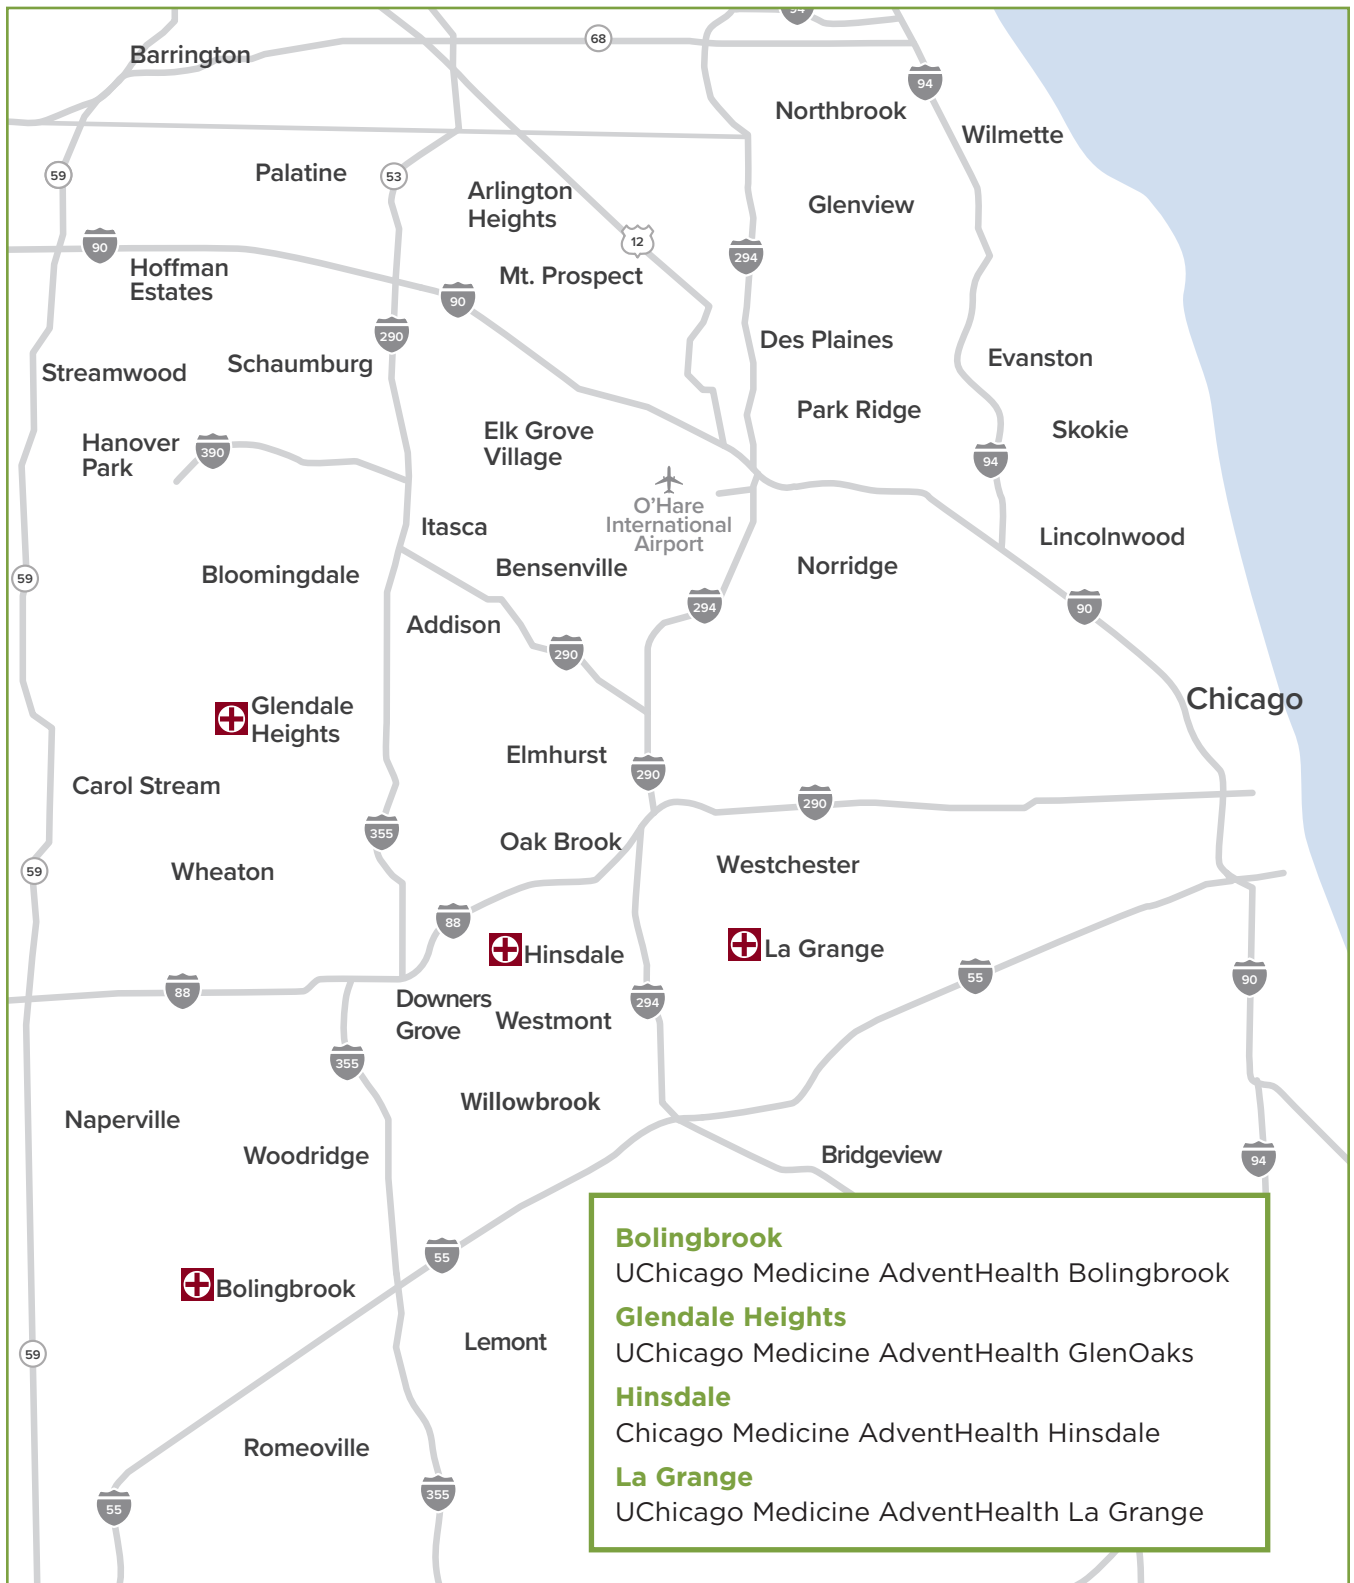 94
68
Barrington
94
Northbrook
Wilmette
59
Palatine
53
Arlington
Heights
Glenview
12
90
294
Hoffman
Estates
Mt. Prospect
90
290
Des Plaines
Evanston
Streamwood
Schaumburg
Park Ridge
Skokie
Hanover
Park
390
Elk Grove
Village
94
O'Hare
International
Airport
Itasca
Lincolnwood
Bensenville
Norridge
59
Bloomingdale
294
90
Addison
290
Chicago
Glendale
Heights
Elmhurst
290
Carol Stream
290
355
Oak Brook
Westchester
59
Wheaton
88
Hinsdale
La Grange
55
90
88
Downers
Grove
294
Westmont
355
Willowbrook
Naperville
Woodridge
Bridgeview
94
55
Bolingbrook
Lemont
59
Romeoville
55
355
Bolingbrook
UChicago Medicine AdventHealth Bolingbrook
Glendale Heights
UChicago Medicine AdventHealth GlenOaks
Hinsdale
Chicago Medicine AdventHealth Hinsdale
La Grange
UChicago Medicine AdventHealth La Grange